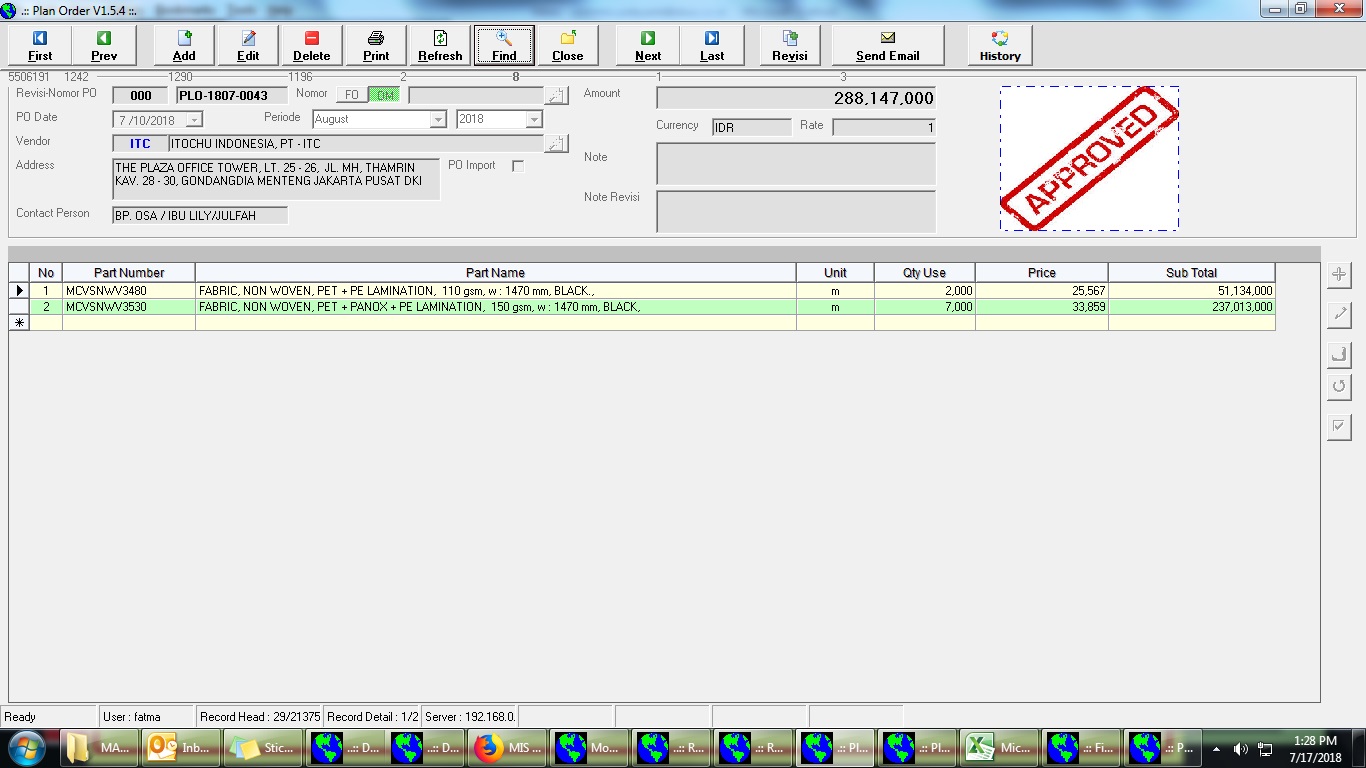 .:: Plan Order V1.5.4 ::.
First Prev Add Edit Delete Print Refresh Find Close Next Last Revisi Send Email History
5506191 1242 1290 1196 2 8 1 3
Revisi-Nomor PO 000 PLO-1807-0043 Nomor FO DM Amount 288,147,000
PO Date 7 /10/2018 Periode August 2018 Currency IDR Rate 1
Vendor ITC ITOCHU INDONESIA, PT - ITC
Address THE PLAZA OFFICE TOWER, LT. 25 - 26, JL. MH, THAMRIN PO Import Note
KAV. 28 - 30, GONDANGDIA MENTENG JAKARTA PUSAT DKI
Note Revisi
Contact Person BP. OSA / IBU LILY/JULFAH
APPROVED
No Part Number Part Name Unit Qty Use Price Sub Total
1 MCVSNWV3480 FABRIC, NON WOVEN, PET + PE LAMINATION, 110 gsm, w : 1470 mm, BLACK., m 2,000 25,567 51,134,000
2 MCVSNWV3530 FABRIC, NON WOVEN, PET + PANOX + PE LAMINATION, 150 gsm, w : 1470 mm, BLACK, m 7,000 33,859 237,013,000
Ready User : fatma Record Head : 29/21375 Record Detail : 1/2 Server : 192.168.0.
MA... Inb... Stic... ..:: D... ..:: D... MIS ... Mo... ..:: R... ..:: R... .:: Pl... .:: Pl... Mic... .:: Fi... .:: P... 1:28 PM
7/17/2018